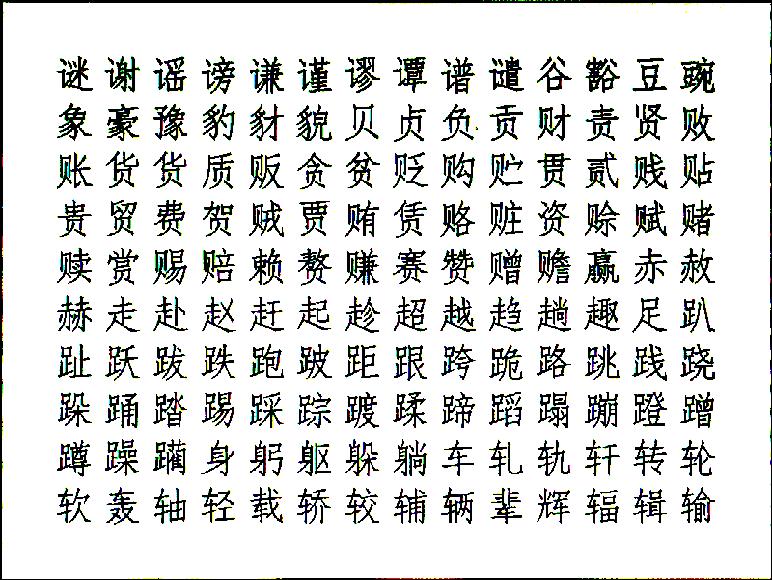 谜谢谣谤谦谨谬谭谱谴谷豁豆豌
象豪豫豹豺貌贝贞负贡财责贤败
账货货质贩贪贫贬购贮贯贰贱贴
贵贸费贺贼贾贿赁赂赃资赊赋赌
赎赏赐赔赖赘赚赛赞赠赡赢赤赦
赫走赴赵赶起趁超越趋趟趣足趴
趾跃跋跌跑跛距跟跨跪路跳践跷
跺踊踏踢踩踪踱蹂蹄蹈蹋蹦蹬蹭
蹲躁躏身躬躯躲躺车轧轨轩转轮
软轰轴轻载轿较辅辆辈辉辐辑输